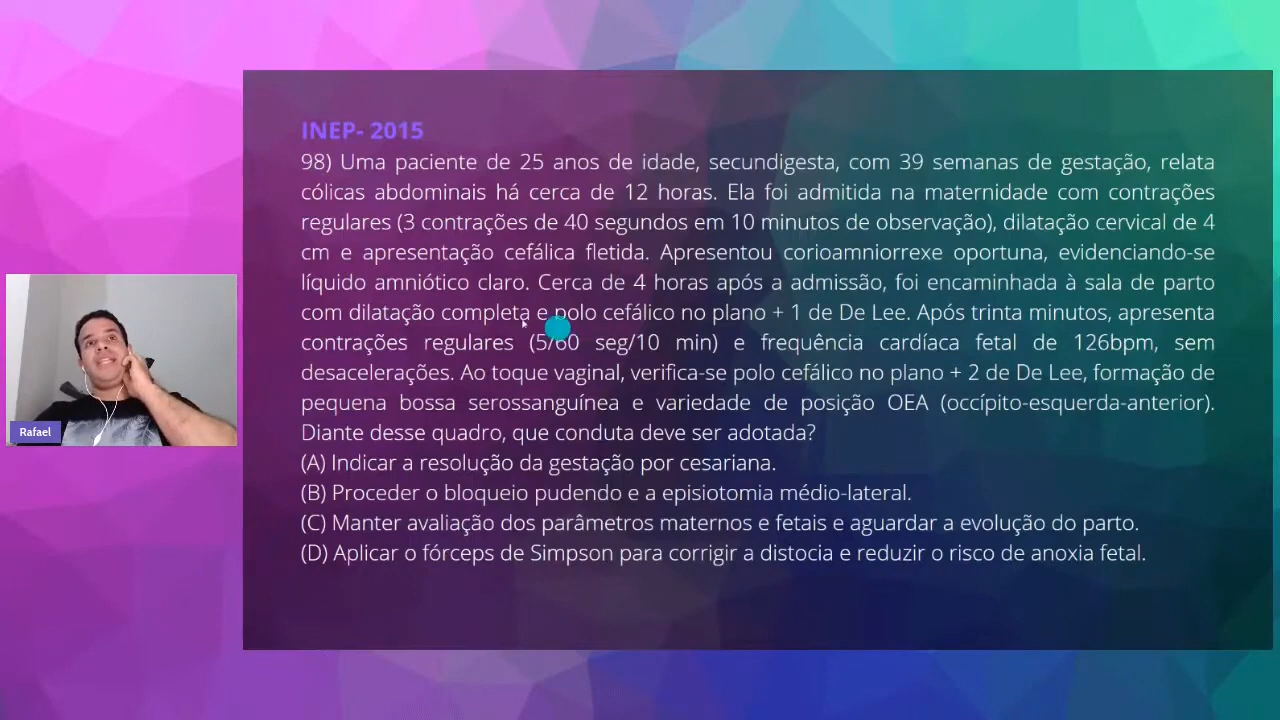 INEP- 2015
98) Uma paciente de 25 anos de idade, secundigesta, com 39 semanas de gestação, relata
cólicas abdominais há cerca de 12 horas. Ela foi admitida na maternidade com contrações
regulares (3 contrações de 40 segundos em 10 minutos de observação), dilatação cervical de 4
cm e apresentação cefálica fletida. Apresentou corioamniorrexe oportuna, evidenciando-se
líquido amniótico claro. Cerca de 4 horas após a admissão, foi encaminhada à sala de parto
com dilatação completa e polo cefálico no plano + 1 de De Lee. Após trinta minutos, apresenta
contrações regulares (5/60 seg/10 min) e frequência cardíaca fetal de 126bpm, sem
desacelerações. Ao toque vaginal, verifica-se polo cefálico no plano + 2 de De Lee, formação de
pequena bossa serossanguínea e variedade de posição OEA (occípito-esquerda-anterior).
Diante desse quadro, que conduta deve ser adotada?
(A) Indicar a resolução da gestação por cesariana.
(B) Proceder o bloqueio pudendo e a episiotomia médio-lateral.
(C) Manter avaliação dos parâmetros maternos e fetais e aguardar a evolução do parto.
(D) Aplicar o fórceps de Simpson para corrigir a distocia e reduzir o risco de anoxia fetal.
Rafael